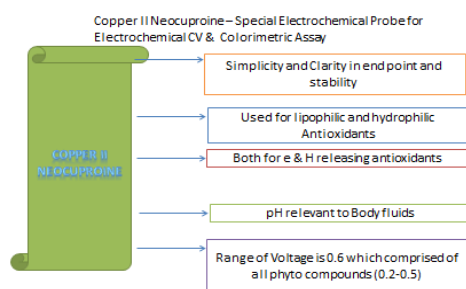 Copper II Neocuproine – Special Electrochemical Probe for
Electrochemical CV & Colorimetric Assay
Simplicity and Clarity in end point and
stability
Used for lipophilic and hydrophilic
Antioxidants
COPPER II
NEOCUPROINE
Both for e & H releasing antioxidants
pH relevant to Body fluids
Range of Voltage is 0.6 which comprised of
all phyto compounds (0.2-0.5)